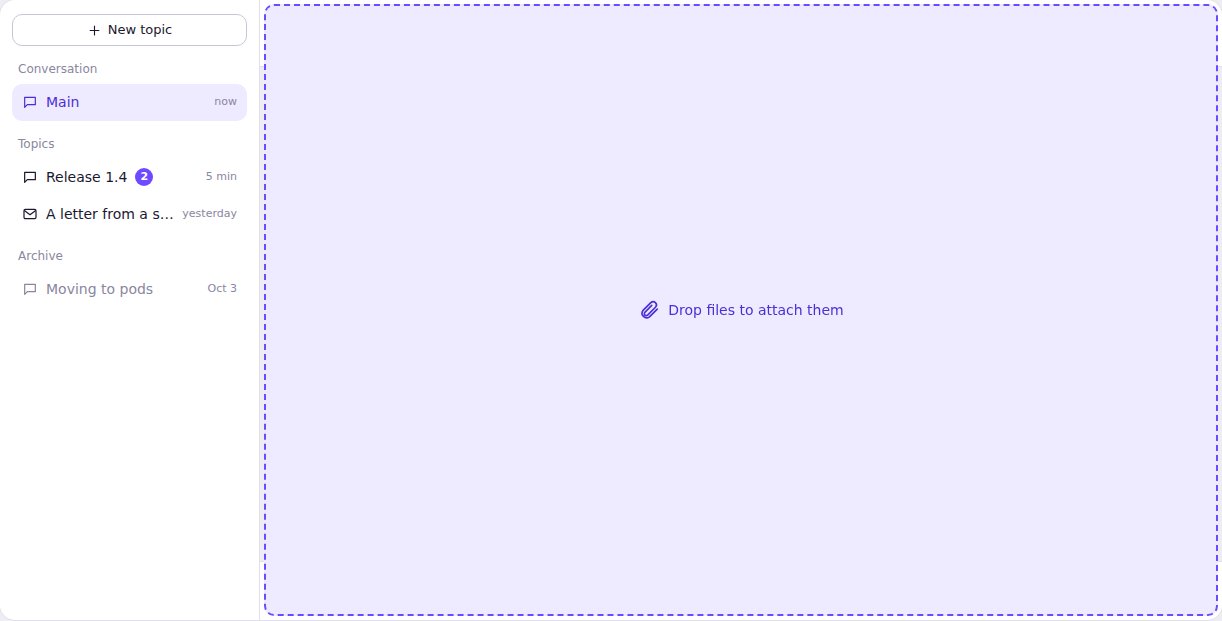 New topic
Conversation
Main now
Topics
Release 1.4 2 5 min
A letter from a s… yesterday
Archive
Moving to pods Oct 3
Drop files to attach them